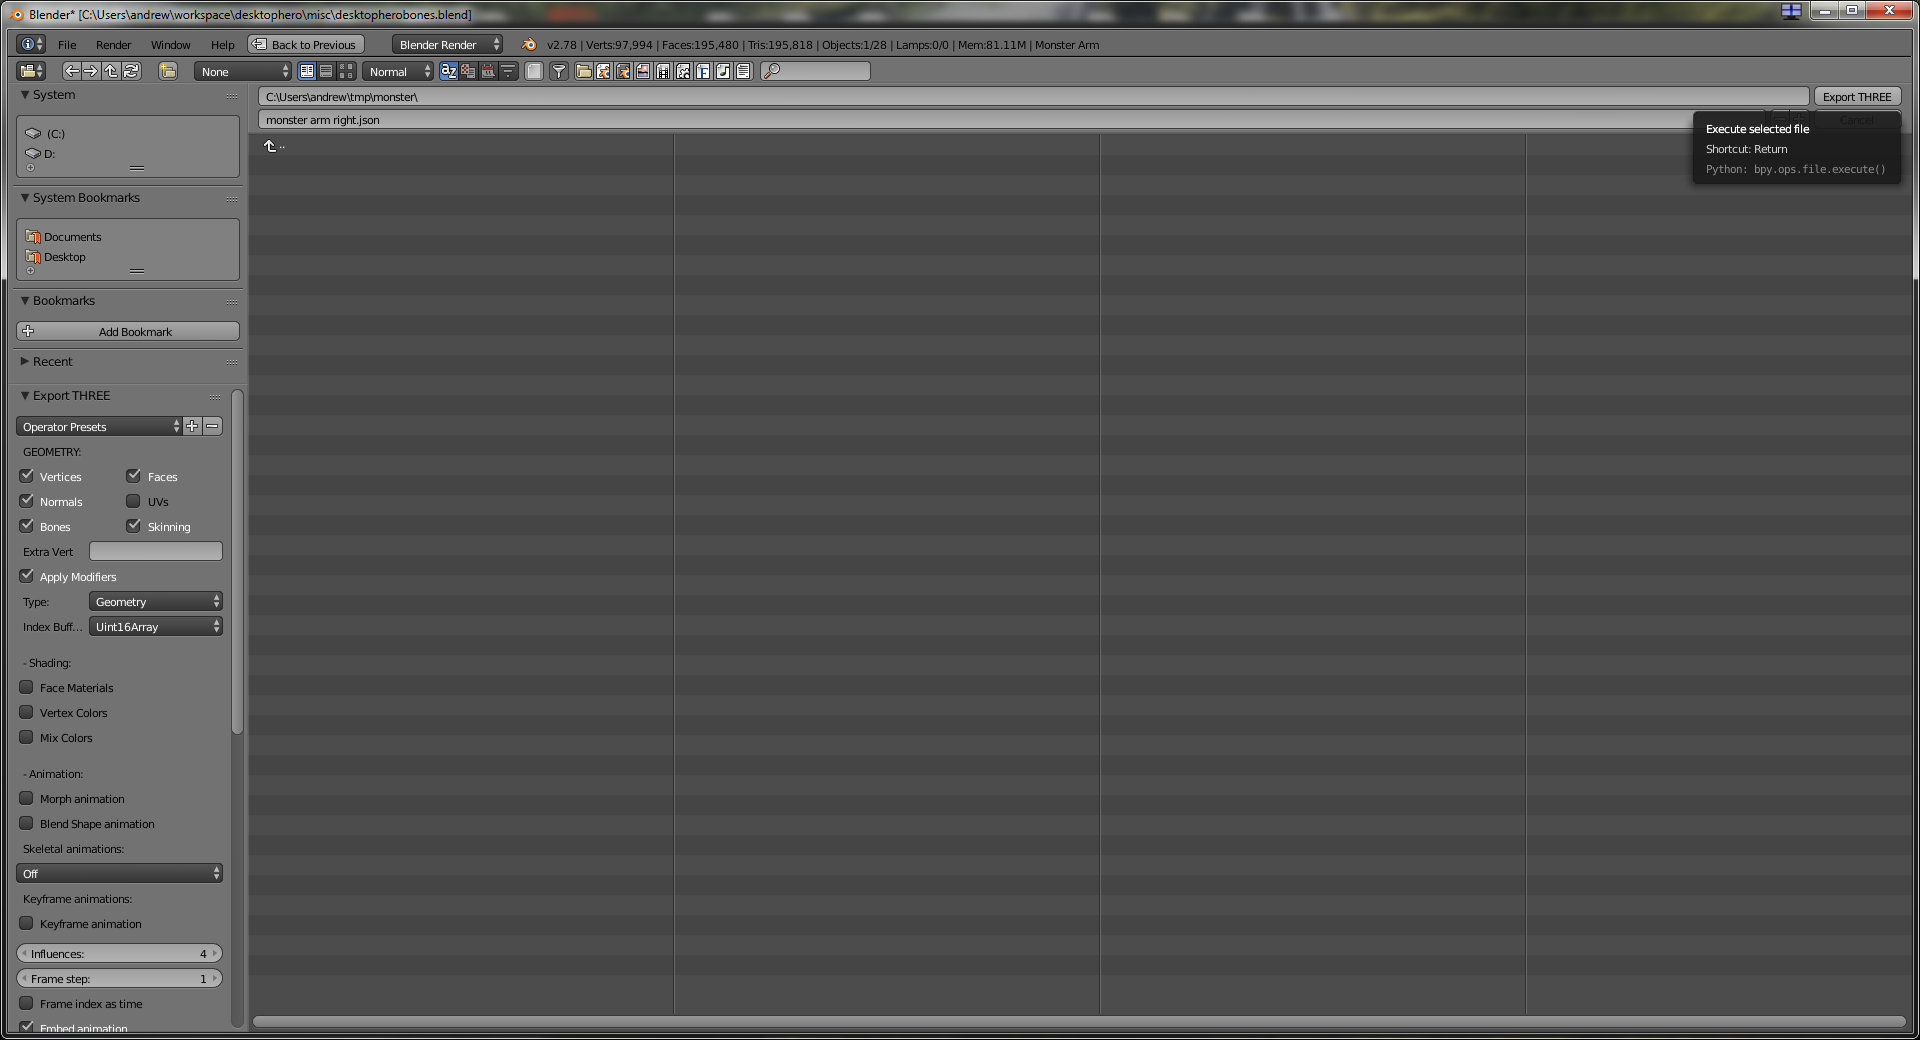 Blender* [C:\Users\andrew\workspace\desktophero\misc\desktopherobones.blend]
File Render Window Help Back to Previous Blender Render v2.78 | Verts:97,994 | Faces:195,480 | Tris:195,818 | Objects:1/28 | Lamps:0/0 | Mem:81.11M | Monster Arm
None Normal
System
(C:)
D:
System Bookmarks
Documents
Desktop
Bookmarks
Add Bookmark
Recent
Export THREE
Operator Presets
GEOMETRY:
Vertices Faces
Normals UVs
Bones Skinning
Extra Vert
Apply Modifiers
Type: Geometry
Index Buff... Uint16Array
- Shading:
Face Materials
Vertex Colors
Mix Colors
- Animation:
Morph animation
Blend Shape animation
Skeletal animations:
Off
Keyframe animations:
Keyframe animation
Influences: 4
Frame step: 1
Frame index as time
Embed animation
C:\Users\andrew\tmp\monster\ Export THREE
monster arm right.json Cancel
..
Execute selected file
Shortcut: Return
Python: bpy.ops.file.execute()